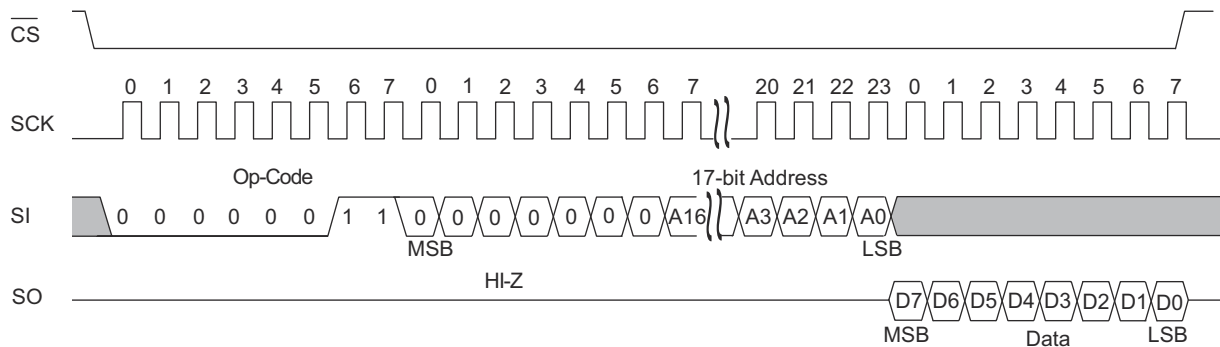 CS
0 1 2 3 4 5 6 7 0 1 2 3 4 5 6 7 20 21 22 23 0 1 2 3 4 5 6 7
SCK
Op-Code 17-bit Address
SI 0 0 0 0 0 0 1 1 0 0 0 0 0 0 0 A16 A3 A2 A1 A0
MSB LSB
HI-Z
SO D7 D6 D5 D4 D3 D2 D1 D0
MSB Data LSB